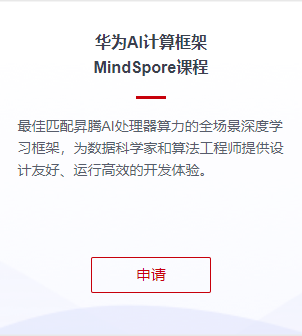 华为AI计算框架
MindSpore课程
最佳匹配昇腾AI处理器算力的全场景深度学
习框架，为数据科学家和算法工程师提供设
计友好、运行高效的开发体验。
申请